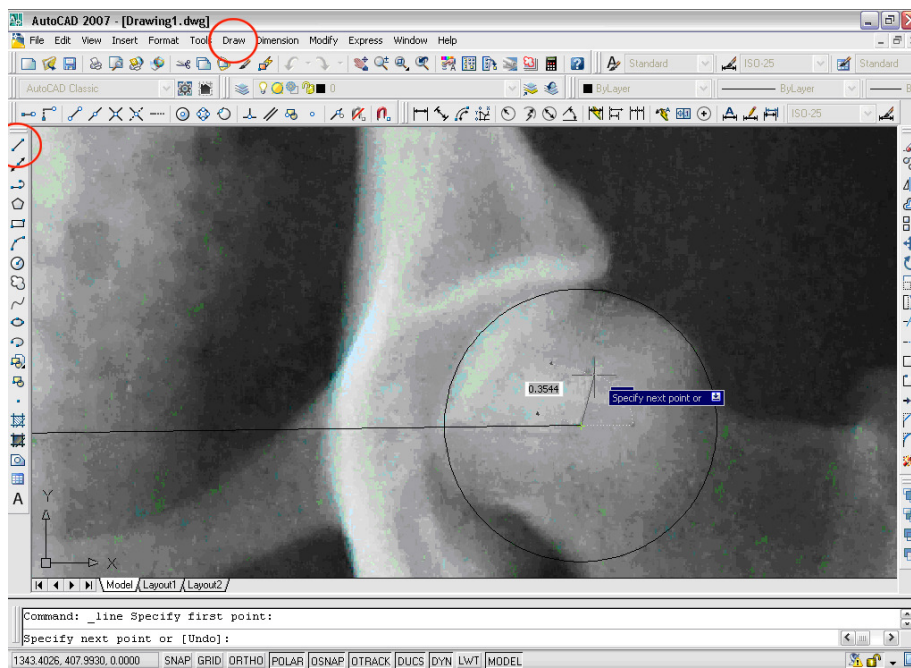 AutoCAD 2007 - [Drawing1.dwg]
File Edit View Insert Format Tools Draw Dimension Modify Express Window Help
Standard ISO-25 Standard
AutoCAD Classic 0 ByLayer ByLayer
ISO-25
0.3544
Specify next point or
A
Y
X
Model Layout1 Layout2
Command: _line Specify first point:
Specify next point or [Undo]:
1343.4026, 407.9930, 0.0000 SNAP GRID ORTHO POLAR OSNAP OTRACK DUCS DYN LWT MODEL